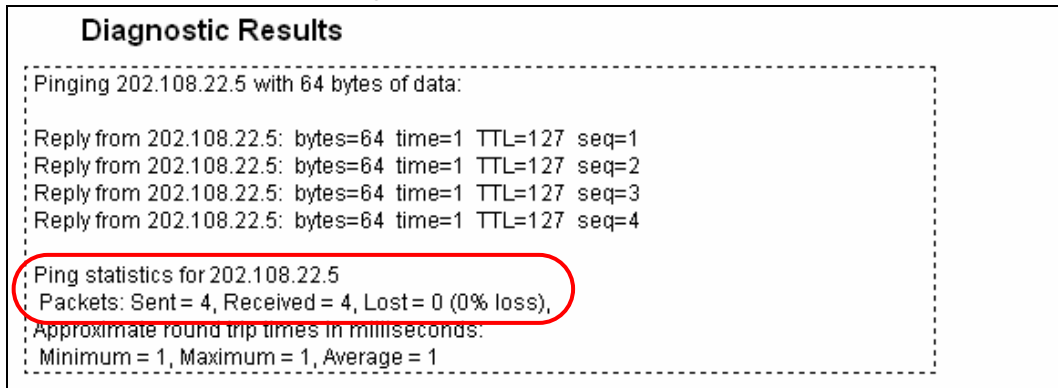 Diagnostic Results
Pinging 202.108.22.5 with 64 bytes of data:
Reply from 202.108.22.5: bytes=64 time=1 TTL=127 seq=1
Reply from 202.108.22.5: bytes=64 time=1 TTL=127 seq=2
Reply from 202.108.22.5: bytes=64 time=1 TTL=127 seq=3
Reply from 202.108.22.5: bytes=64 time=1 TTL=127 seq=4
Ping statistics for 202.108.22.5
Packets: Sent = 4, Received = 4, Lost = 0 (0% loss),
Approximate round trip times in milliseconds:
Minimum = 1, Maximum = 1, Average = 1